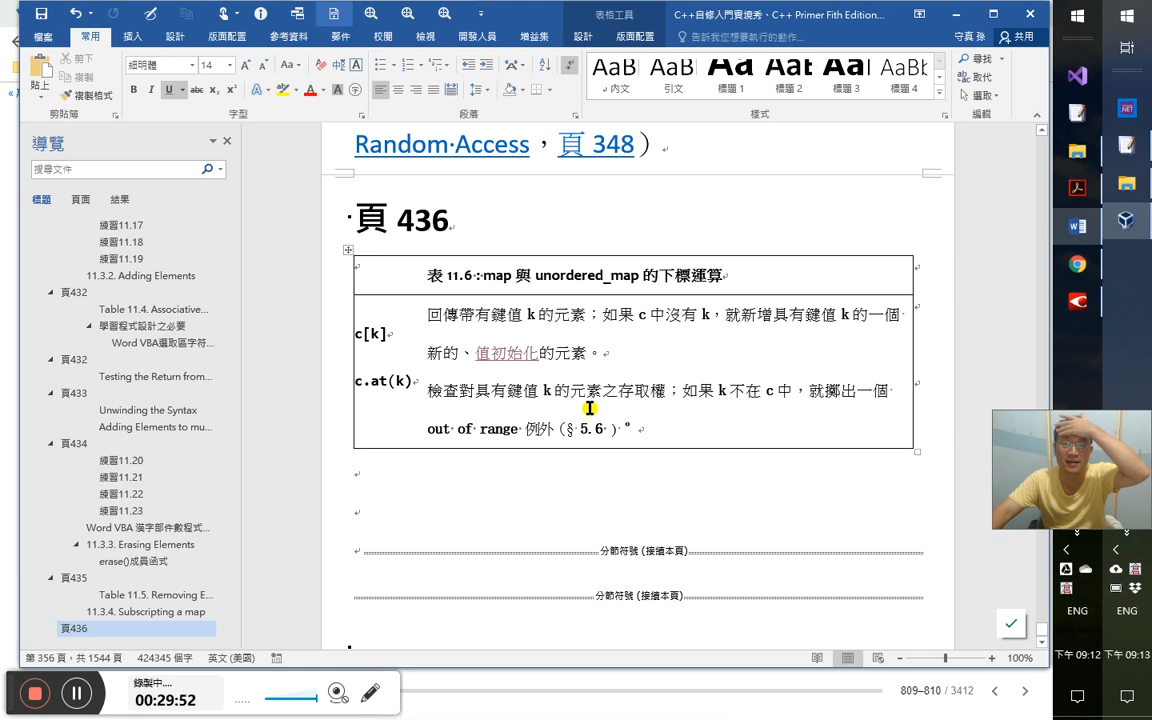 表格工具
C++自修入門實境秀、C++ Primer Fifth Edition...
檔案
常用
插入
設計
版面配置
參考資料
郵件
校閱
檢視
開發人員
增益集
設計
版面配置
告訴我您想要執行的動作...
守真 孫
共用
貼上
剪下
複製
複製格式
細明體
14
AaB
AaB
AaB
AaB
AaB
AaBb
內文
引文
標題 1
標題 2
標題 3
標題 4
尋找
取代
選取
剪貼簿
字型
段落
樣式
編輯
導覽
搜尋文件
標題
頁面
結果
練習11.17
練習11.18
練習11.19
11.3.2. Adding Elements
頁432
Table 11.4. Associative...
學習程式設計之必要
Word VBA選取區字符...
頁432
Testing the Return from...
頁433
Unwinding the Syntax
Adding Elements to mu...
頁434
練習11.20
練習11.21
練習11.22
練習11.23
Word VBA 漢字部件數程式...
11.3.3. Erasing Elements
erase()成員函式
頁435
Table 11.5. Removing E...
11.3.4. Subscripting a map
頁436
Random·Access，頁 348）
頁 436
表 11.6：map 與 unordered_map 的下標運算
c[k]
回傳帶有鍵值 k 的元素；如果 c 中沒有 k，就新增具有鍵值 k 的一個
新的、值初始化的元素。
c.at(k)
檢查對具有鍵值 k 的元素之存取權；如果 k 不在 c 中，就擲出一個
out of range 例外（§ 5.6 ）。
分節符號 (接續本頁)
分節符號 (接續本頁)
第 356 頁，共 1544 頁
424345 個字
英文 (美國)
100%
錄製中....
00:29:52
809–810 / 3412
ENG
ENG
下午 09:12
下午 09:13